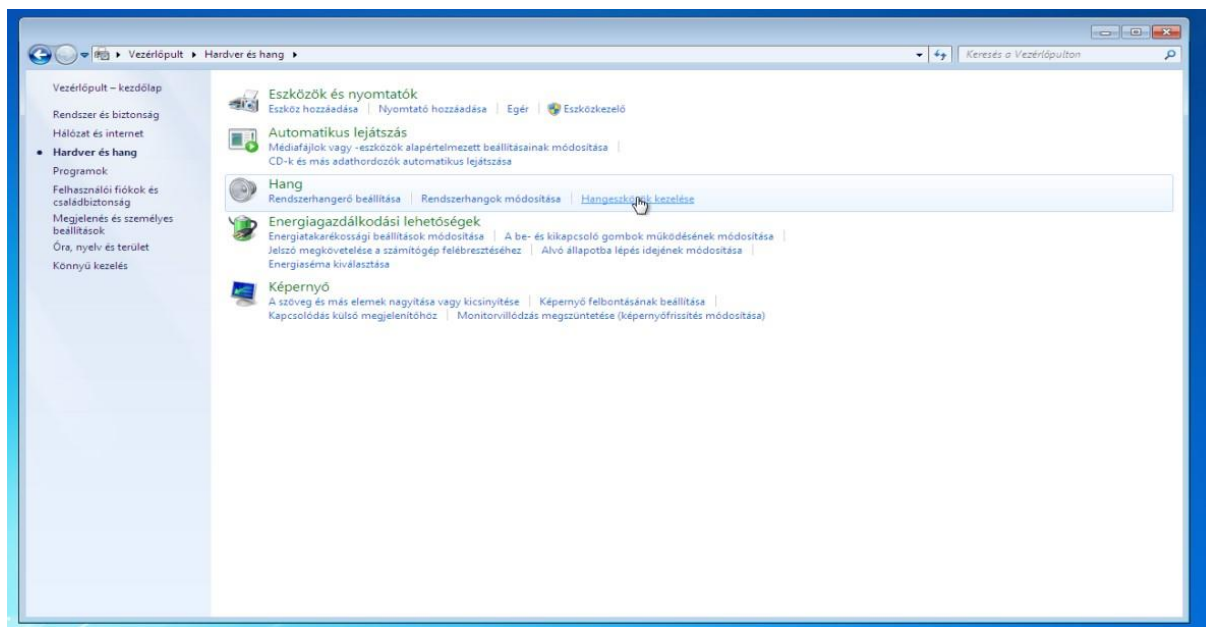 Vezérlőpult ▸ Hardver és hang ▸
Keresés a Vezérlőpulton
Vezérlőpult – kezdőlap
Rendszer és biztonság
Hálózat és internet
Hardver és hang
Programok
Felhasználói fiókok és
családbiztonság
Megjelenés és személyes
beállítások
Óra, nyelv és terület
Könnyű kezelés
Eszközök és nyomtatók
Eszköz hozzáadása | Nyomtató hozzáadása | Egér | Eszközkezelő
Automatikus lejátszás
Médiafájlok vagy -eszközök alapértelmezett beállításainak módosítása |
CD-k és más adathordozók automatikus lejátszása
Hang
Rendszerhangerő beállítása | Rendszerhangok módosítása | Hangeszközök kezelése
Energiagazdálkodási lehetőségek
Energiatakarékossági beállítások módosítása | A be- és kikapcsoló gombok működésének módosítása |
Jelszó megkövetelése a számítógép felébresztéséhez | Alvó állapotba lépés idejének módosítása |
Energiaséma kiválasztása
Képernyő
A szöveg és más elemek nagyítása vagy kicsinyítése | Képernyő felbontásának beállítása |
Kapcsolódás külső megjelenítőhöz | Monitorvillódzás megszüntetése (képernyőfrissítés módosítása)